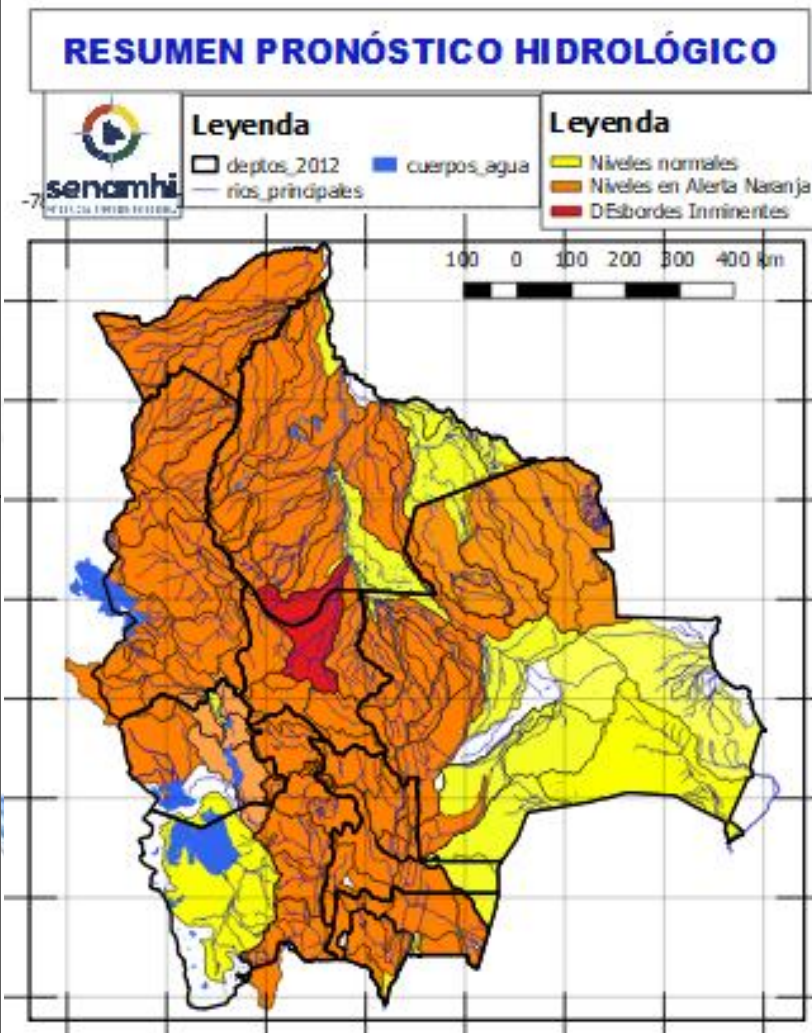 RESUMEN PRONÓSTICO HIDROLÓGICO
senamhi
Leyenda
deptos_2012
cuerpos_agua
rios_principales
Leyenda
Niveles normales
Niveles en Alerta Naranja
DEsbordes Inminentes
100 0 100 200 300 400 km